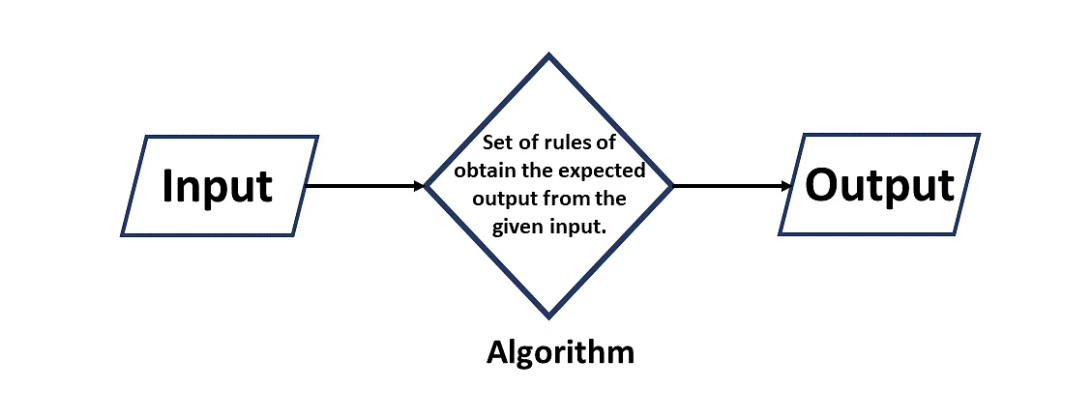 Input
Set of rules of
obtain the expected
output from the
given input.
Output
Algorithm